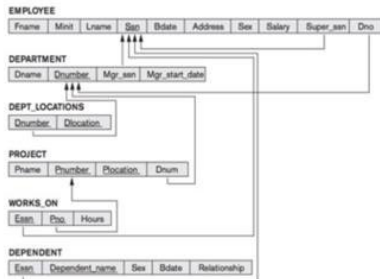 EMPLOYEE
Fname Minit Lname Ssn Bdate Address Sex Salary Super_ssn Dno
DEPARTMENT
Dname Dnumber Mgr_ssn Mgr_start_date
DEPT_LOCATIONS
Dnumber Dlocation
PROJECT
Pname Pnumber Plocation Dnum
WORKS_ON
Essn Pno Hours
DEPENDENT
Essn Dependent_name Sex Bdate Relationship